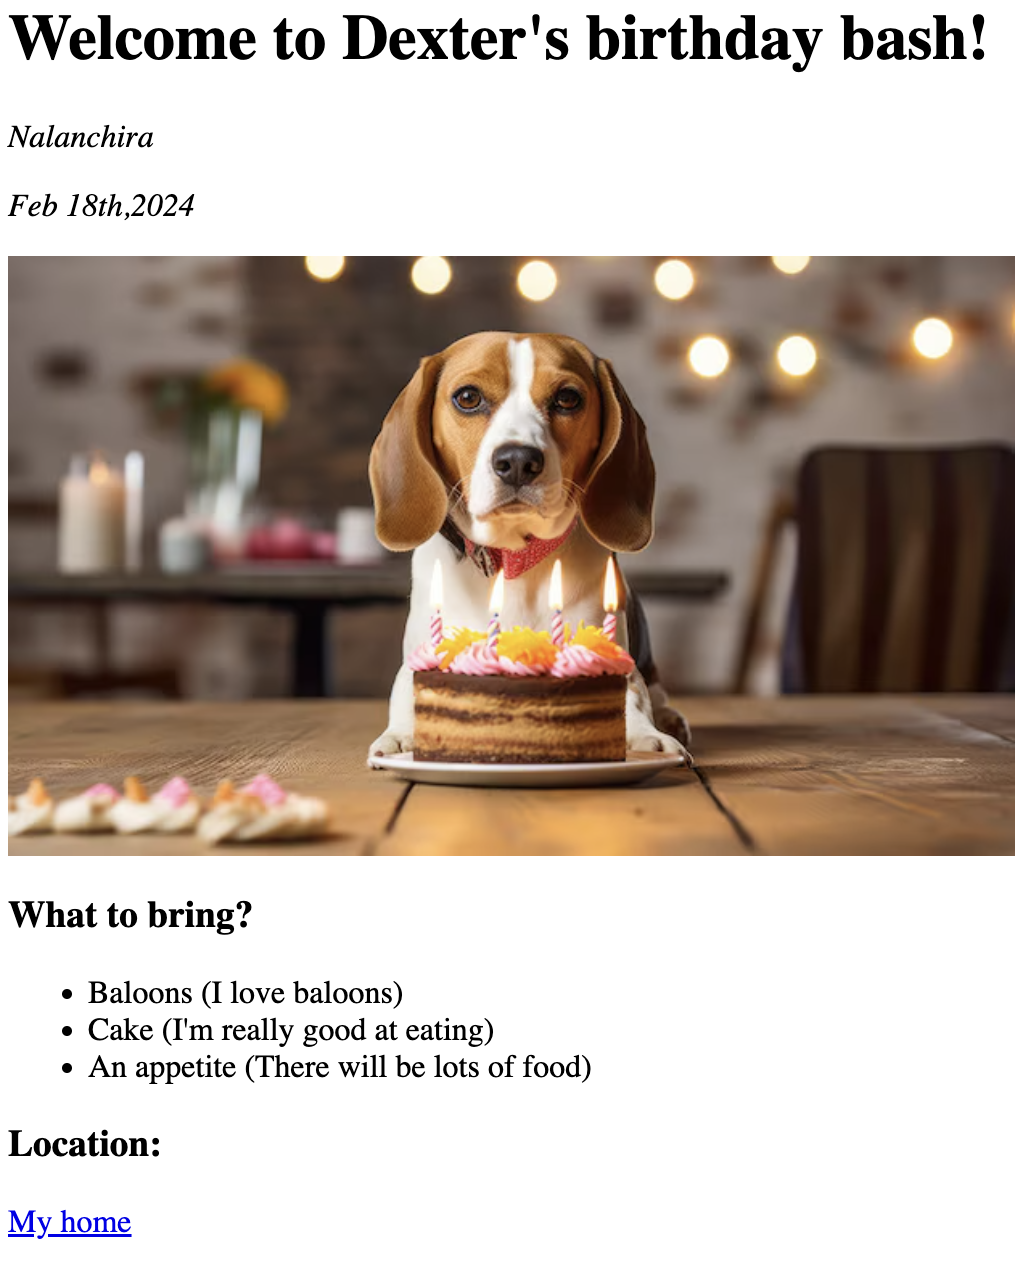 Welcome to Dexter's birthday bash!
Nalanchira
Feb 18th,2024
What to bring?
Baloons (I love baloons)
Cake (I'm really good at eating)
An appetite (There will be lots of food)
Location:
My home